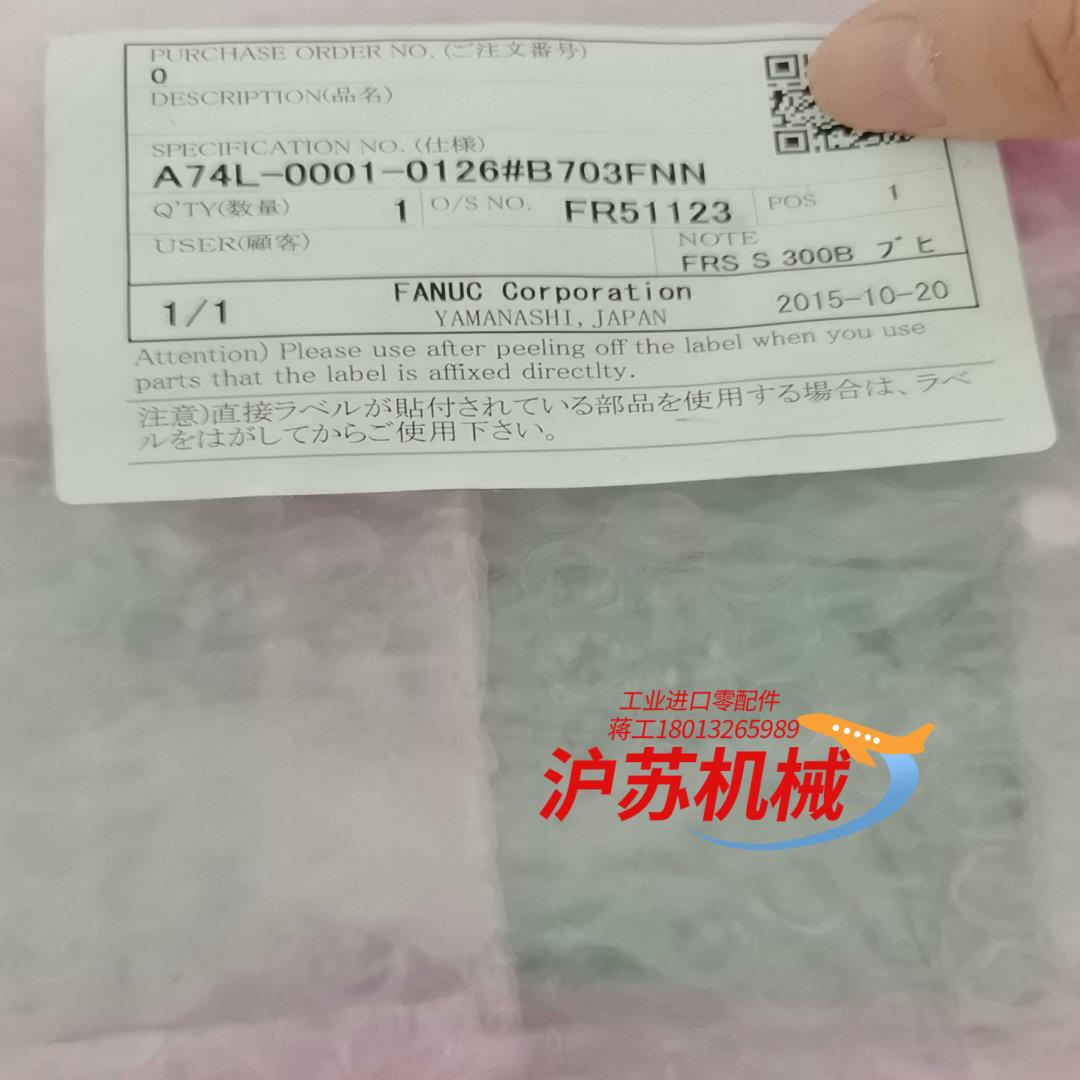 PURCHASE ORDER NO. (ご注文番号)
0
DESCRIPTION(品名)
SPECIFICATION NO. (仕様)
A74L-0001-0126#B703FNN
Q'TY(数量) 1 O/S NO. FR51123 POS 1
USER(顧客) NOTE
FRS S 300B ブヒ
1/1 FANUC Corporation 2015-10-20
YAMANASHI, JAPAN
Attention) Please use after peeling off the label when you use
parts that the label is affixed directlty.
注意)直接ラベルが貼付されている部品を使用する場合は、ラベ
ルをはがしてからご使用下さい。
工业进口零配件
蒋工18013265989
沪苏机械